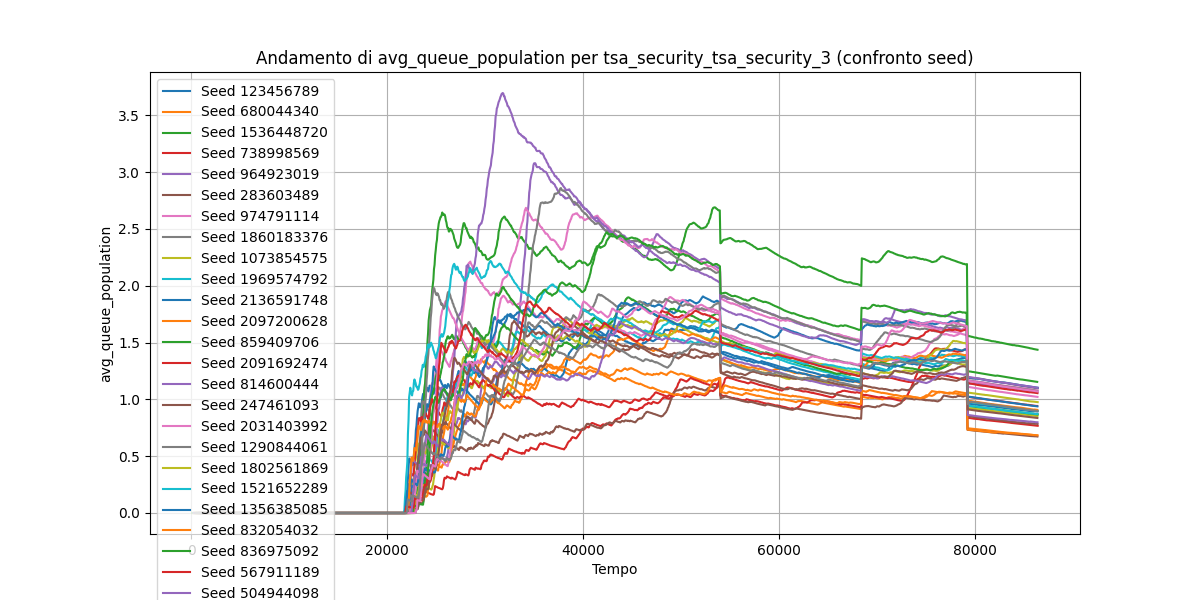 Andamento di avg_queue_population per tsa_security_tsa_security_3 (confronto seed)
avg_queue_population
3.5
3.0
2.5
2.0
1.5
1.0
0.5
0.0
Seed 123456789
Seed 680044340
Seed 1536448720
Seed 738998569
Seed 964923019
Seed 283603489
Seed 974791114
Seed 1860183376
Seed 1073854575
Seed 1969574792
Seed 2136591748
Seed 2097200628
Seed 859409706
Seed 2091692474
Seed 814600444
Seed 247461093
Seed 2031403992
Seed 1290844061
Seed 1802561869
Seed 1521652289
Seed 1356385085
Seed 832054032
Seed 836975092
Seed 567911189
Seed 504944098
0
20000
40000
60000
80000
Tempo